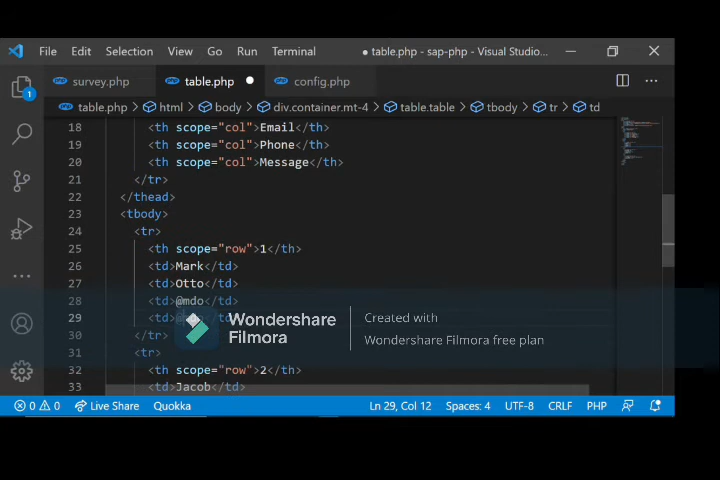 File Edit Selection View Go Run Terminal ● table.php - sap-php - Visual Studio...
survey.php table.php ● config.php
table.php > html > body > div.container.mt-4 > table.table > tbody > tr > td
18 <th scope="col">Email</th>
19 <th scope="col">Phone</th>
20 <th scope="col">Message</th>
21 </tr>
22 </thead>
23 <tbody>
24 <tr>
25 <th scope="row">1</th>
26 <td>Mark</td>
27 <td>Otto</td>
28 <td>@mdo</td>
29 <td> </td>
30 </tr>
31 <tr>
32 <th scope="row">2</th>
33 <td>Jacob</td>
Wondershare
Filmora
Created with
Wondershare Filmora free plan
1
0 0 Live Share Quokka Ln 29, Col 12 Spaces: 4 UTF-8 CRLF PHP